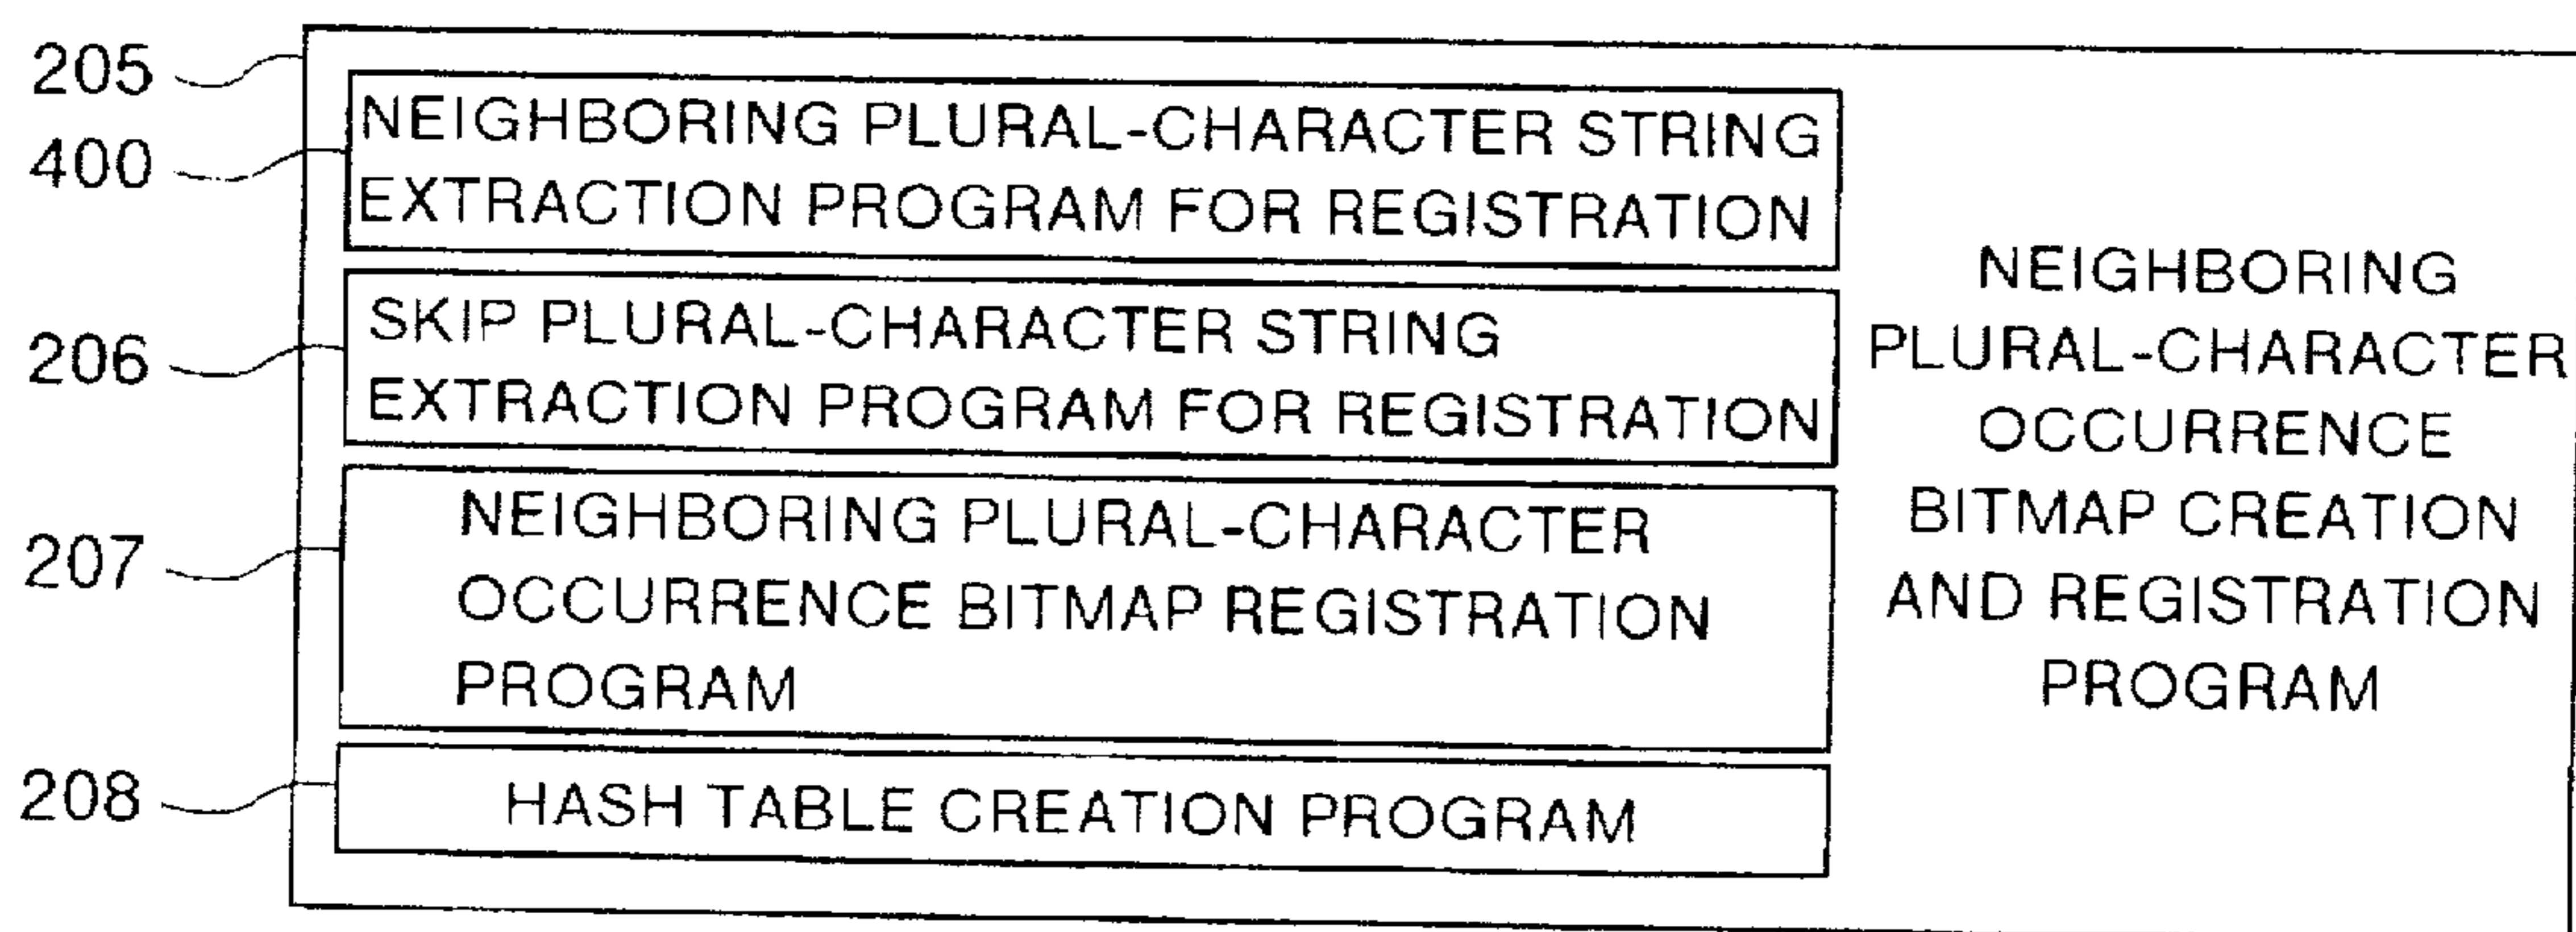 205
400
NEIGHBORING PLURAL-CHARACTER STRING
EXTRACTION PROGRAM FOR REGISTRATION
206
SKIP PLURAL-CHARACTER STRING
EXTRACTION PROGRAM FOR REGISTRATION
207
NEIGHBORING PLURAL-CHARACTER
OCCURRENCE BITMAP REGISTRATION
PROGRAM
208
HASH TABLE CREATION PROGRAM
NEIGHBORING
PLURAL-CHARACTER
OCCURRENCE
BITMAP CREATION
AND REGISTRATION
PROGRAM